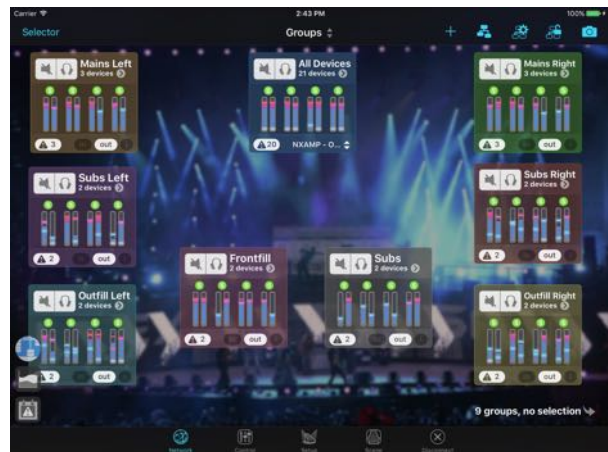 Carrier 2:43 PM 100%
Selector Groups
Mains Left
3 devices
3 out
All Devices
21 devices
20 NXAMP - O...
Mains Right
3 devices
3 out
Subs Left
2 devices
2 out
Subs Right
2 devices
2 out
Frontfill
2 devices
2 out
Subs
2 devices
2 out
Outfill Left
2 devices
2 out
Outfill Right
2 devices
2 out
9 groups, no selection
Network Control Setup Scene Disconnect